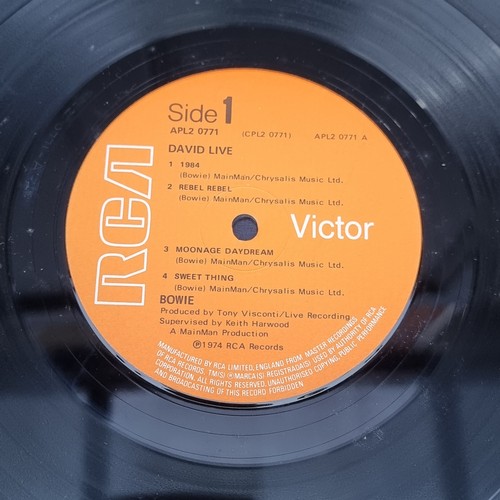 Side 1
APL2 0771 (CPL2 0771) APL2 0771 A
DAVID LIVE
1 1984
(Bowie) MainMan/Chrysalis Music Ltd.
2 REBEL REBEL
(Bowie) MainMan/Chrysalis Music Ltd.
RCA
Victor
3 MOONAGE DAYDREAM
(Bowie) MainMan/Chrysalis Music Ltd.
4 SWEET THING
(Bowie) MainMan/Chrysalis Music Ltd.
BOWIE
Produced by Tony Visconti/Live Recording
Supervised by Keith Harwood
A MainMan Production
℗1974 RCA Records
MANUFACTURED BY RCA LIMITED, ENGLAND FROM MASTER RECORDINGS
OF RCA RECORDS, TM(S) ® MARCA(S) REGISTRADA(S) USED BY AUTHORITY OF RCA
CORPORATION. ALL RIGHTS RESERVED. UNAUTHORISED COPYING, PUBLIC PERFORMANCE
AND BROADCASTING OF THIS RECORD FORBIDDEN